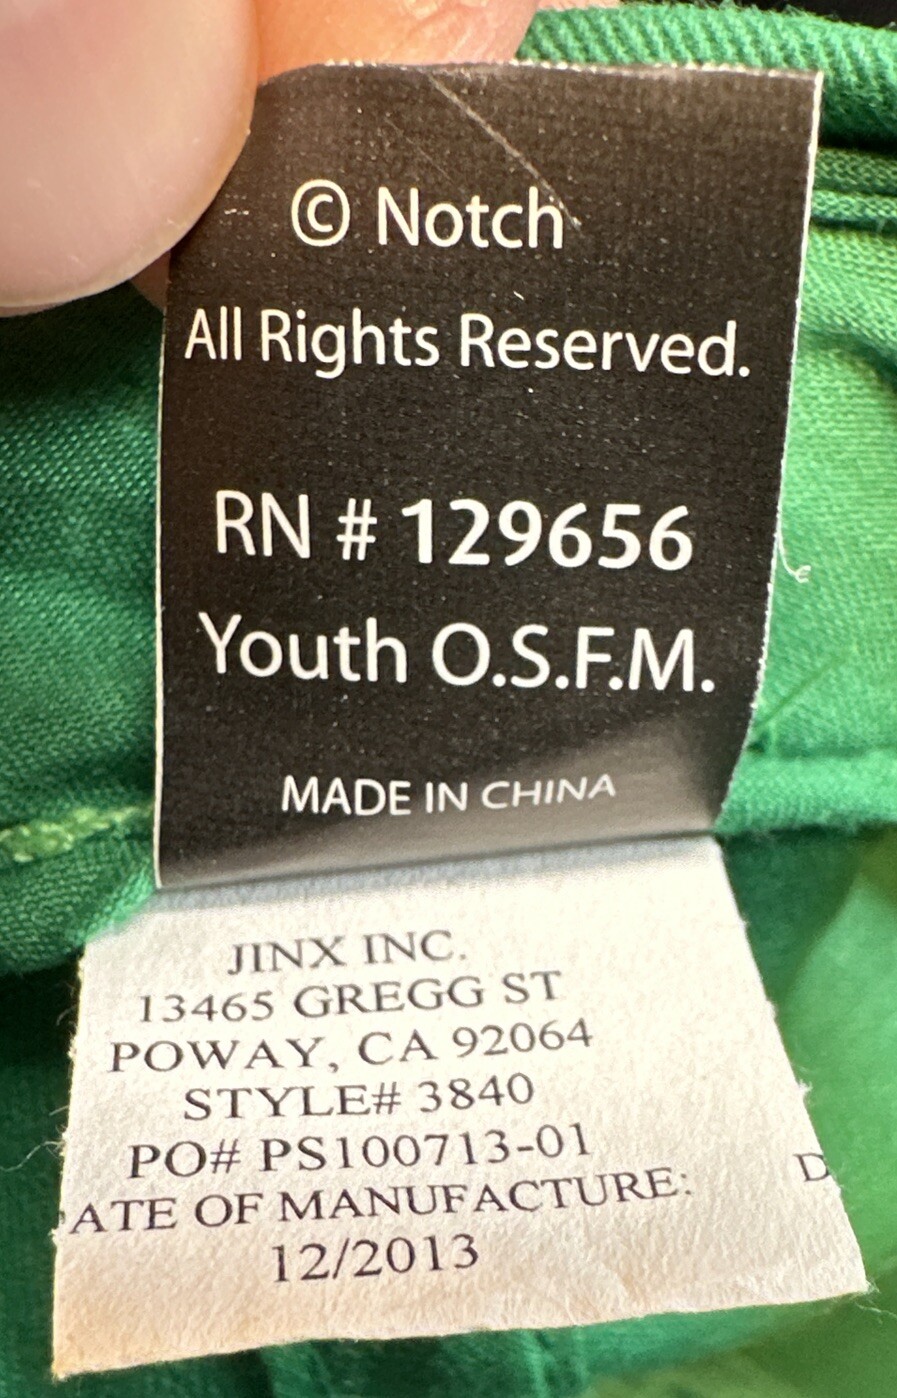 © Notch
All Rights Reserved.
RN # 129656
Youth O.S.F.M.
MADE IN CHINA
JINX INC.
13465 GREGG ST
POWAY, CA 92064
STYLE# 3840
PO# PS100713-01
ATE OF MANUFACTURE: D
12/2013